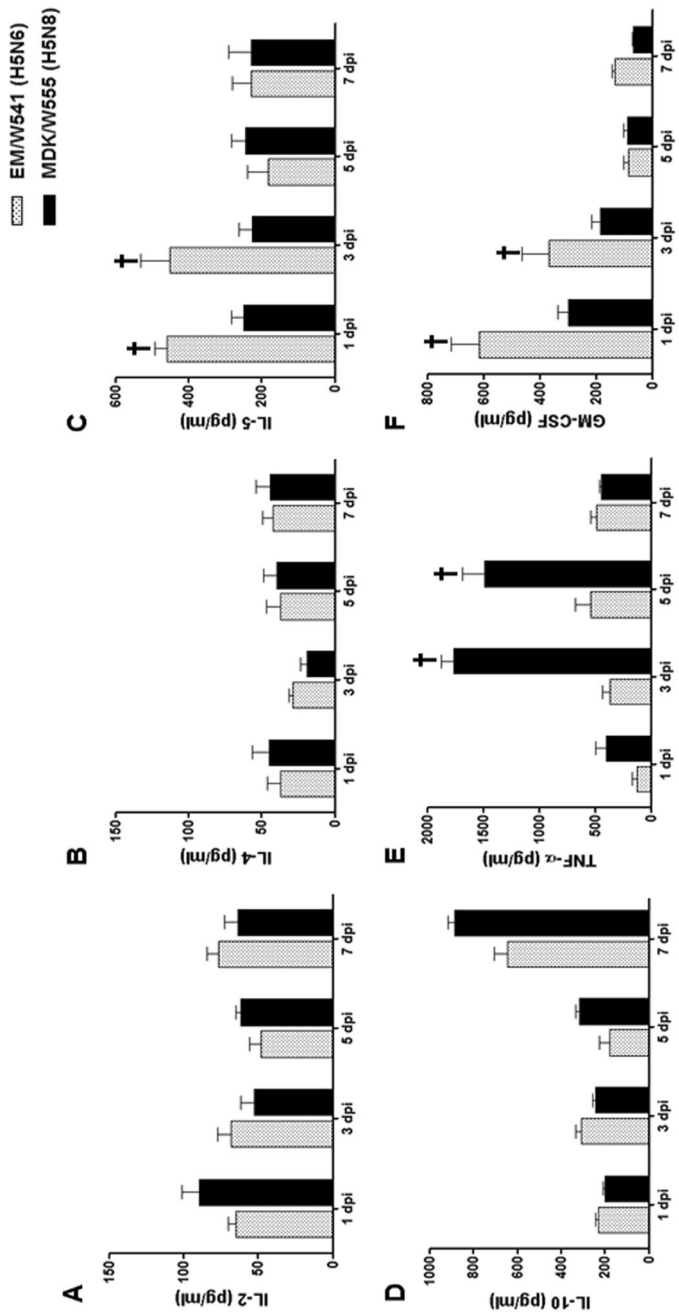 EM/W541 (H5N6)
MDK/W555 (H5N8)
A
IL-2 (pg/ml)
150
100
50
0
1 dpi
3 dpi
5 dpi
7 dpi
B
IL-4 (pg/ml)
150
100
50
0
1 dpi
3 dpi
5 dpi
7 dpi
C
IL-5 (pg/ml)
600
400
200
0
†
†
1 dpi
3 dpi
5 dpi
7 dpi
D
IL-10 (pg/ml)
1000
800
600
400
200
0
1 dpi
3 dpi
5 dpi
7 dpi
E
TNF-α (pg/ml)
2000
1500
1000
500
0
†
†
1 dpi
3 dpi
5 dpi
7 dpi
F
GM-CSF (pg/ml)
800
600
400
200
0
†
†
1 dpi
3 dpi
5 dpi
7 dpi